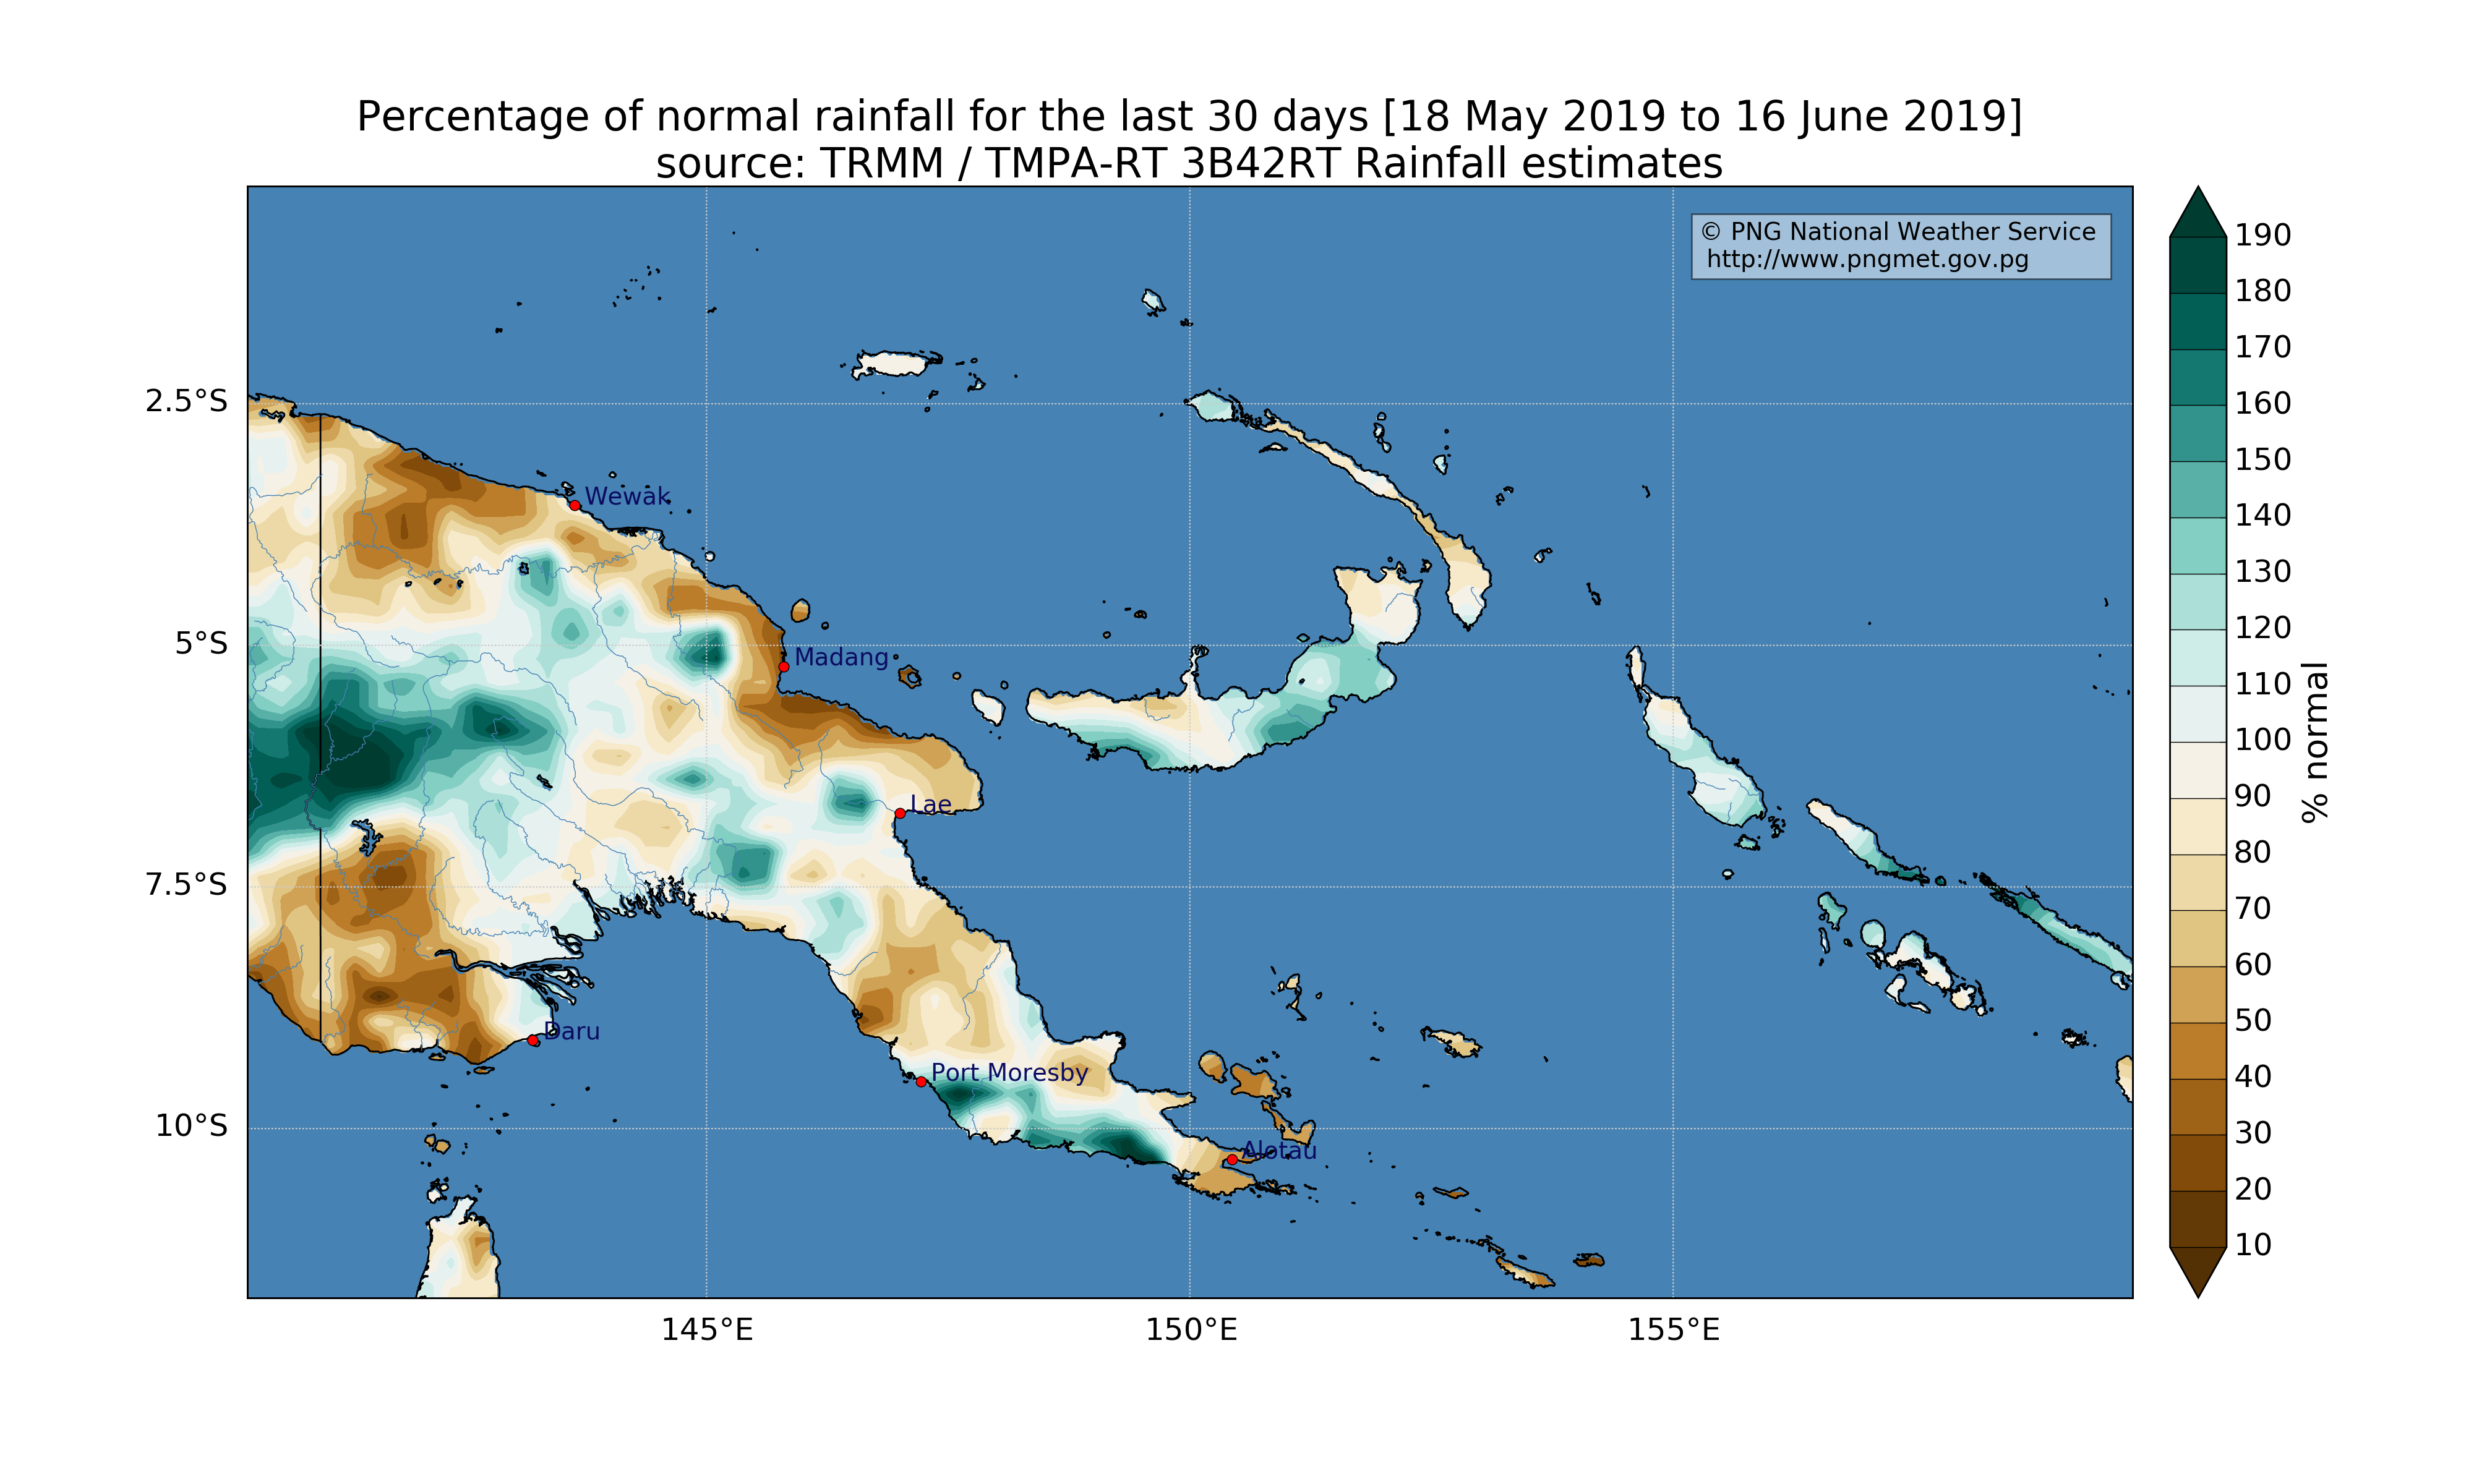 Percentage of normal rainfall for the last 30 days [18 May 2019 to 16 June 2019]
source: TRMM / TMPA-RT 3B42RT Rainfall estimates
© PNG National Weather Service
http://www.pngmet.gov.pg
2.5°S
5°S
7.5°S
10°S
Wewak
Madang
Lae
Daru
Port Moresby
Alotau
145°E
150°E
155°E
190
180
170
160
150
140
130
120
110
100
90
80
70
60
50
40
30
20
10
% normal